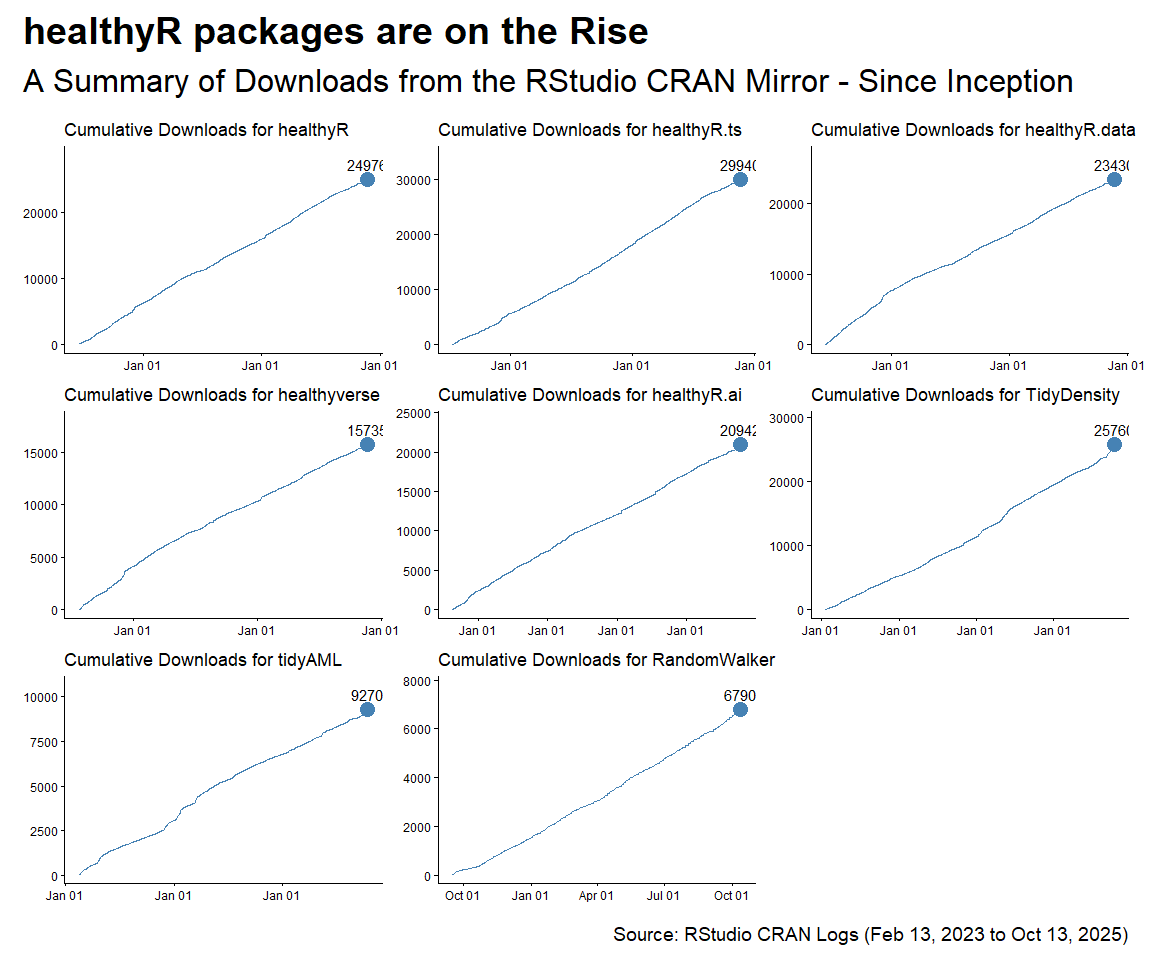 healthyR packages are on the Rise
A Summary of Downloads from the RStudio CRAN Mirror - Since Inception
Cumulative Downloads for healthyR
24976
20000
10000
0
Jan 01 Jan 01 Jan 01
Cumulative Downloads for healthyR.ts
29940
30000
20000
10000
0
Jan 01 Jan 01 Jan 01
Cumulative Downloads for healthyR.data
23430
20000
10000
0
Jan 01 Jan 01 Jan 01
Cumulative Downloads for healthyverse
15735
15000
10000
5000
0
Jan 01 Jan 01 Jan 01
Cumulative Downloads for healthyR.ai
20942
25000
20000
15000
10000
5000
0
Jan 01 Jan 01 Jan 01 Jan 01
Cumulative Downloads for TidyDensity
25760
30000
20000
10000
0
Jan 01 Jan 01 Jan 01 Jan 01
Cumulative Downloads for tidyAML
9270
10000
7500
5000
2500
0
Jan 01 Jan 01 Jan 01
Cumulative Downloads for RandomWalker
6790
8000
6000
4000
2000
0
Oct 01 Jan 01 Apr 01 Jul 01 Oct 01
Source: RStudio CRAN Logs (Feb 13, 2023 to Oct 13, 2025)